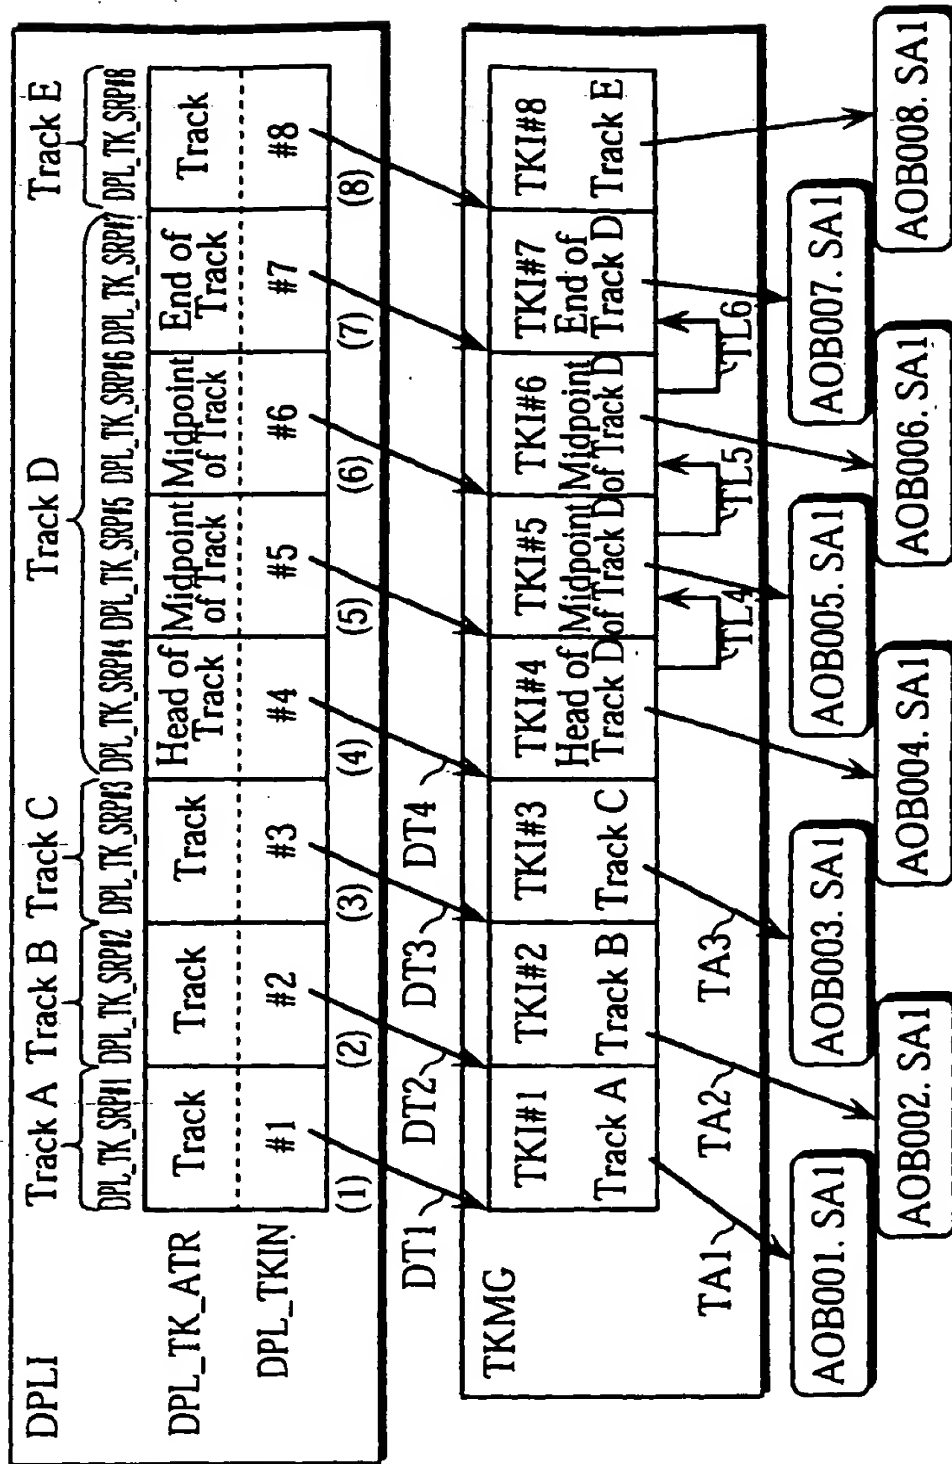 DPLI
Track A Track B Track C Track D Track E
DPL_TK_SRP#1 DPL_TK_SRP#2 DPL_TK_SRP#3 DPL_TK_SRP#4 DPL_TK_SRP#5 DPL_TK_SRP#6 DPL_TK_SRP#7 DPL_TK_SRP#8
DPL_TK_ATR Track Track Track Head of Track Midpoint of Track Midpoint of Track End of Track Track
DPL_TKIN #1 #2 #3 #4 #5 #6 #7 #8
(1) (2) (3) (4) (5) (6) (7) (8)
DT1 DT2 DT3 DT4
TKMG
TKI#1 TKI#2 TKI#3 TKI#4 TKI#5 TKI#6 TKI#7 TKI#8
Track A Track B Track C Head of Track D Midpoint of Track D Midpoint of Track D End of Track D Track E
TA1 TA2 TA3 TL4 TL5 TL6
AOB001. SA1 AOB003. SA1 AOB005. SA1 AOB007. SA1
AOB002. SA1 AOB004. SA1 AOB006. SA1 AOB008. SA1